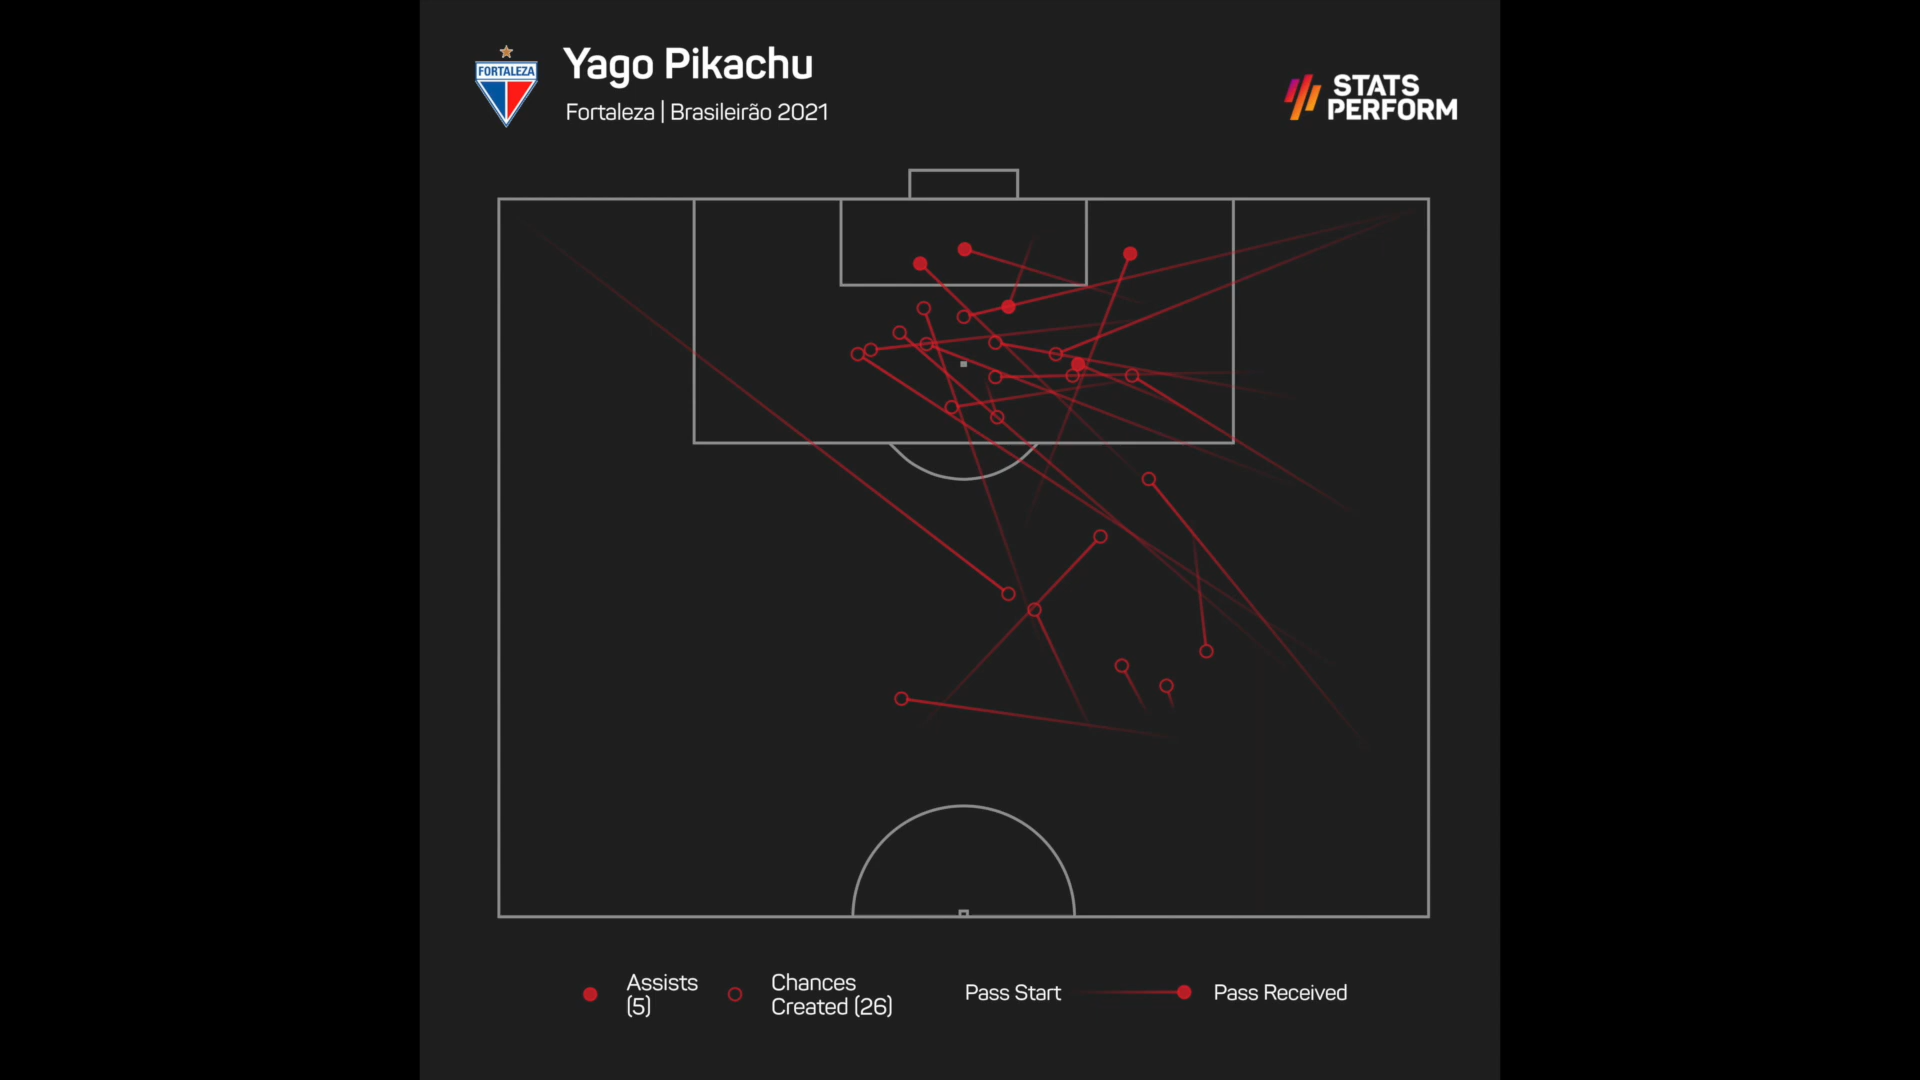 FORTALEZA
Yago Pikachu
Fortaleza | Brasileirão 2021
STATS
PERFORM
Assists
(5)
Chances
Created (26)
Pass Start
Pass Received